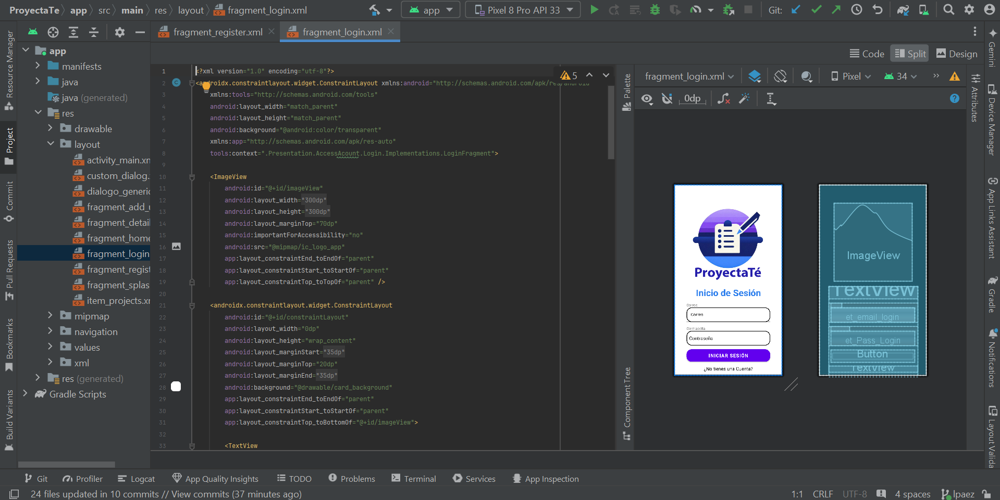 ProyectaTe app src main res layout fragment_login.xml app Pixel 8 Pro API 33 Git:
fragment_register.xml fragment_login.xml
Code Split Design
Resource Manager
Project
Commit
Pull Requests
Bookmarks
Build Variants
app
manifests
java
java (generated)
res
drawable
layout
activity_main.xm
custom_dialog.
dialogo_generic
fragment_add_u
fragment_detail
fragment_home
fragment_login
fragment_regist
fragment_splas
item_projects.xm
mipmap
navigation
values
xml
res (generated)
Gradle Scripts
5
1 <?xml version="1.0" encoding="utf-8"?>
2 <androidx.constraintlayout.widget.ConstraintLayout xmlns:android="http://schemas.android.com/apk/res/android
3 xmlns:tools="http://schemas.android.com/tools"
4 android:layout_width="match_parent"
5 android:layout_height="match_parent"
6 android:background="@android:color/transparent"
7 xmlns:app="http://schemas.android.com/apk/res-auto"
8 tools:context=".Presentation.AccessAcount.Login.Implementations.LoginFragment">
9
10 <ImageView
11 android:id="@+id/imageView"
12 android:layout_width="300dp"
13 android:layout_height="300dp"
14 android:layout_marginTop="70dp"
15 android:importantForAccessibility="no"
16 android:src="@mipmap/ic_logo_app"
17 app:layout_constraintEnd_toEndOf="parent"
18 app:layout_constraintStart_toStartOf="parent"
19 app:layout_constraintTop_toTopOf="parent" />
20
21 <androidx.constraintlayout.widget.ConstraintLayout
22 android:id="@+id/constraintLayout"
23 android:layout_width="0dp"
24 android:layout_height="wrap_content"
25 android:layout_marginStart="35dp"
26 android:layout_marginTop="20dp"
27 android:layout_marginEnd="35dp"
28 android:background="@drawable/card_background"
29 app:layout_constraintEnd_toEndOf="parent"
30 app:layout_constraintStart_toStartOf="parent"
31 app:layout_constraintTop_toBottomOf="@+id/imageView">
32
33 <TextView
Palette
Component Tree
fragment_login.xml Pixel 34
0dp
ProyectaTé
Inicio de Sesión
Correo
Correo
Contraseña
Contraseña
INICIAR SESIÓN
¿No tienes una Cuenta?
ImageView
TextView
et_email_login
et_Pass_Login
Button
TextView
Attributes
Gemini
Device Manager
App Links Assistant
Gradle
Notifications
Layout Valida
Git Profiler Logcat App Quality Insights TODO Problems Terminal Services App Inspection
24 files updated in 10 commits // View commits (37 minutes ago) 1:1 CRLF UTF-8 4 spaces lpaez